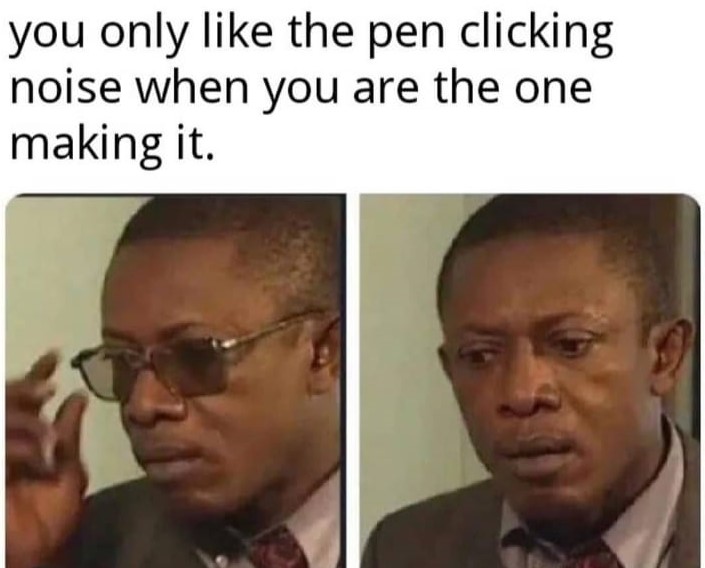 you only like the pen clicking
noise when you are the one
making it.